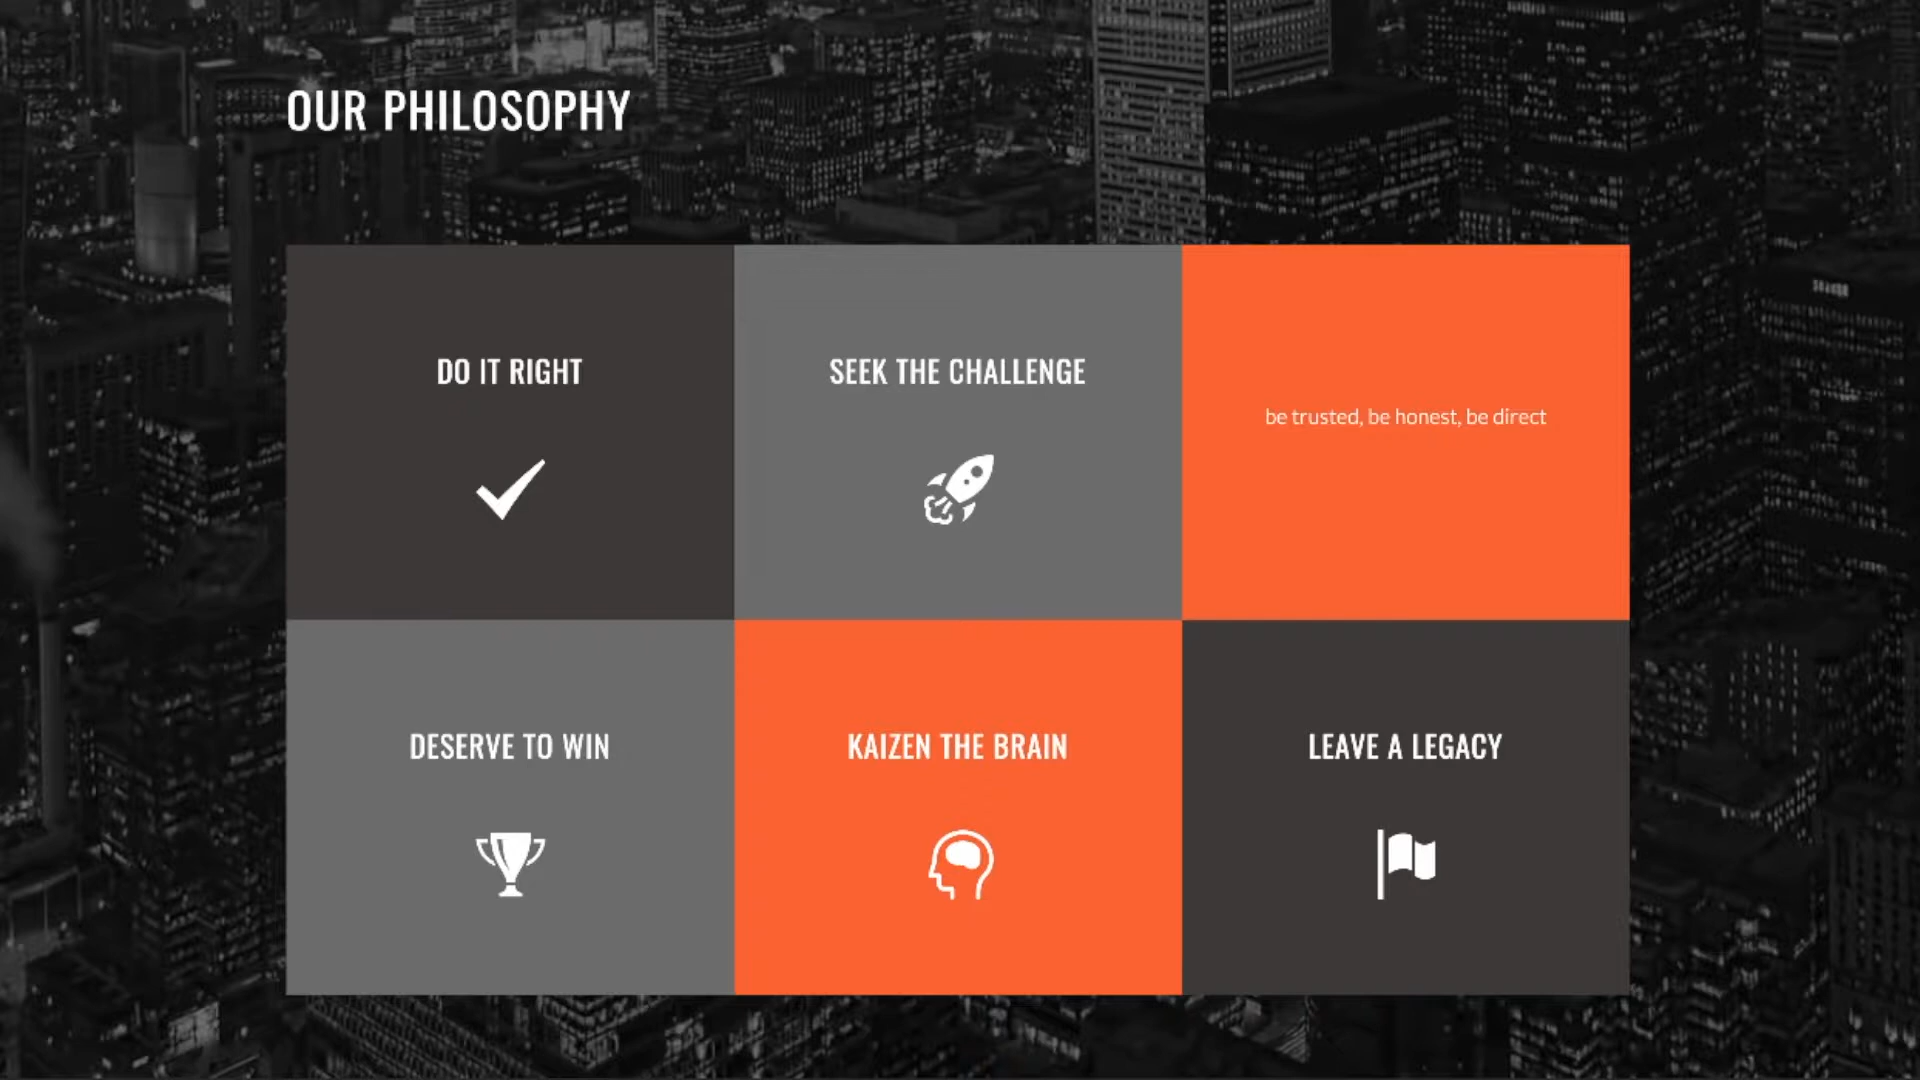 OUR PHILOSOPHY
DO IT RIGHT
SEEK THE CHALLENGE
be trusted, be honest, be direct
DESERVE TO WIN
KAIZEN THE BRAIN
LEAVE A LEGACY